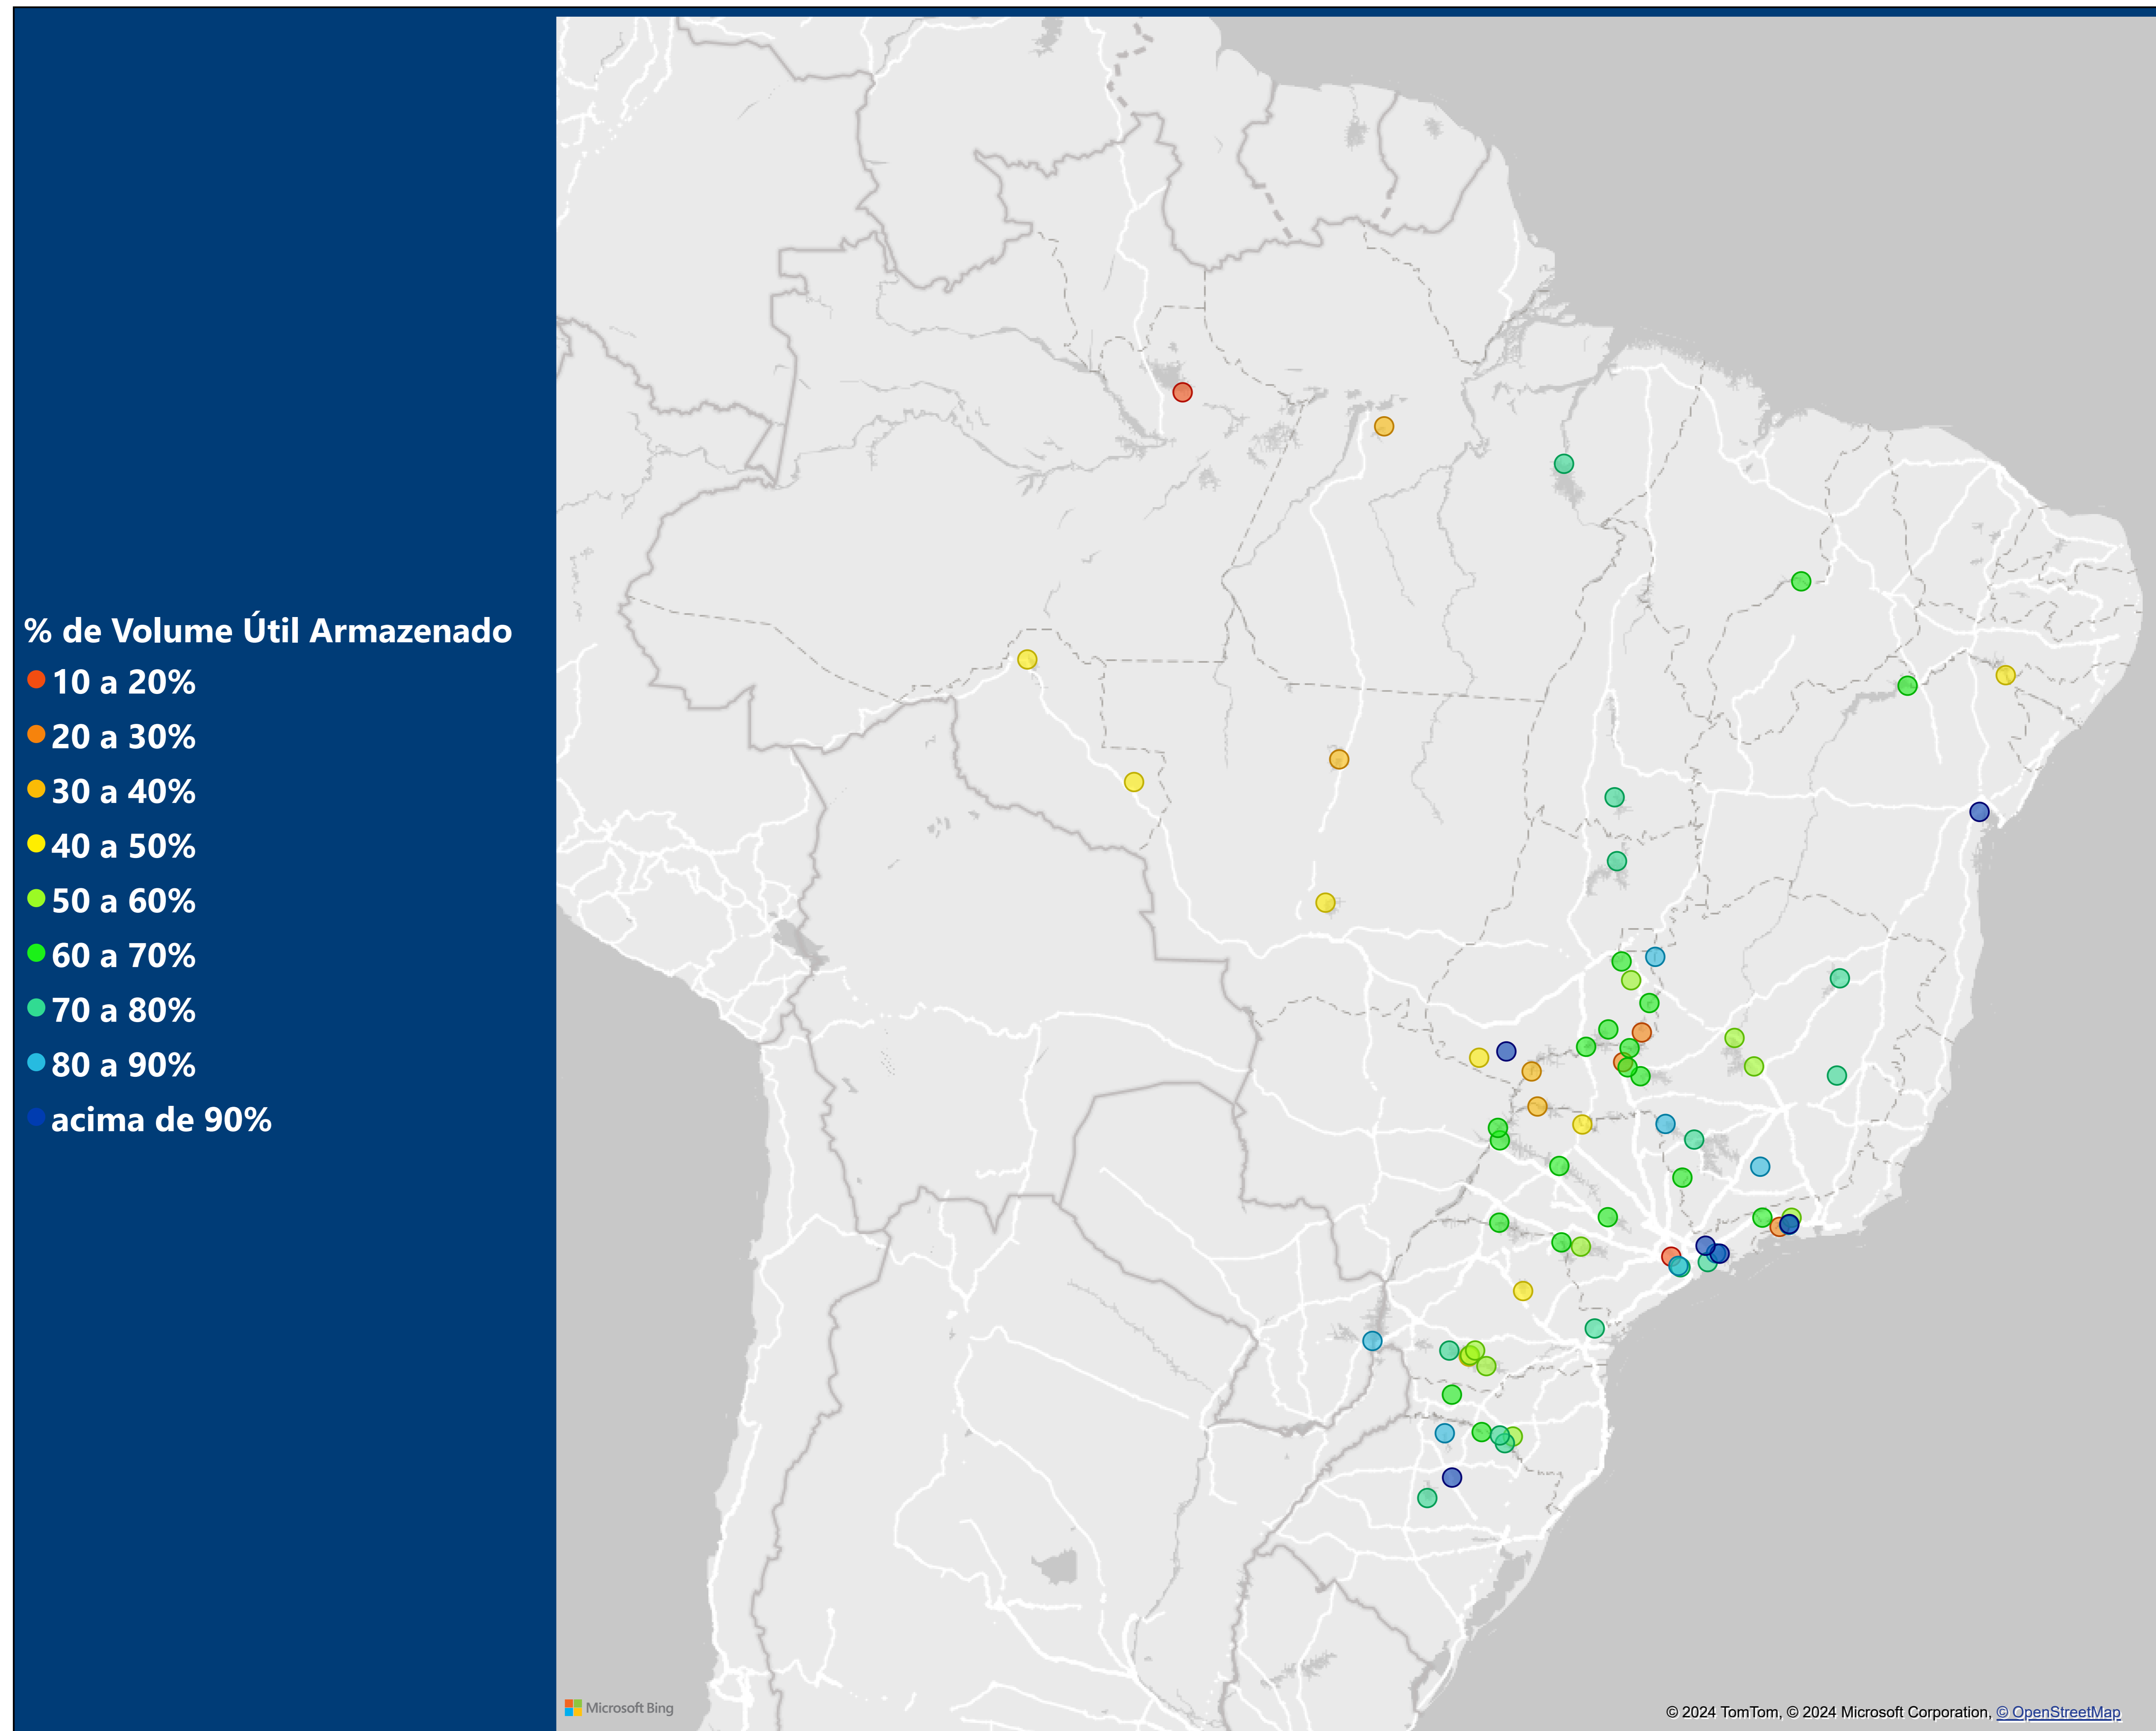 % de Volume Útil Armazenado
10 a 20%
20 a 30%
30 a 40%
40 a 50%
50 a 60%
60 a 70%
70 a 80%
80 a 90%
acima de 90%
Microsoft Bing
© 2024 TomTom, © 2024 Microsoft Corporation, © OpenStreetMap